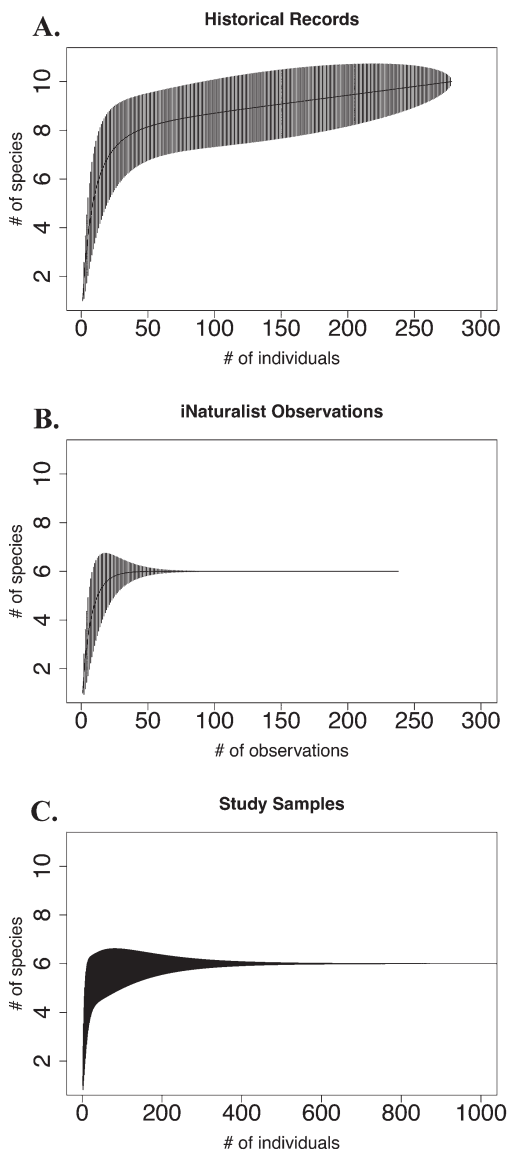 A.
Historical Records
# of species
10
8
6
4
2
0 50 100 150 200 250 300
# of individuals
B.
iNaturalist Observations
# of species
10
8
6
4
2
0 50 100 150 200 250 300
# of observations
C.
Study Samples
# of species
10
8
6
4
2
0 200 400 600 800 1000
# of individuals